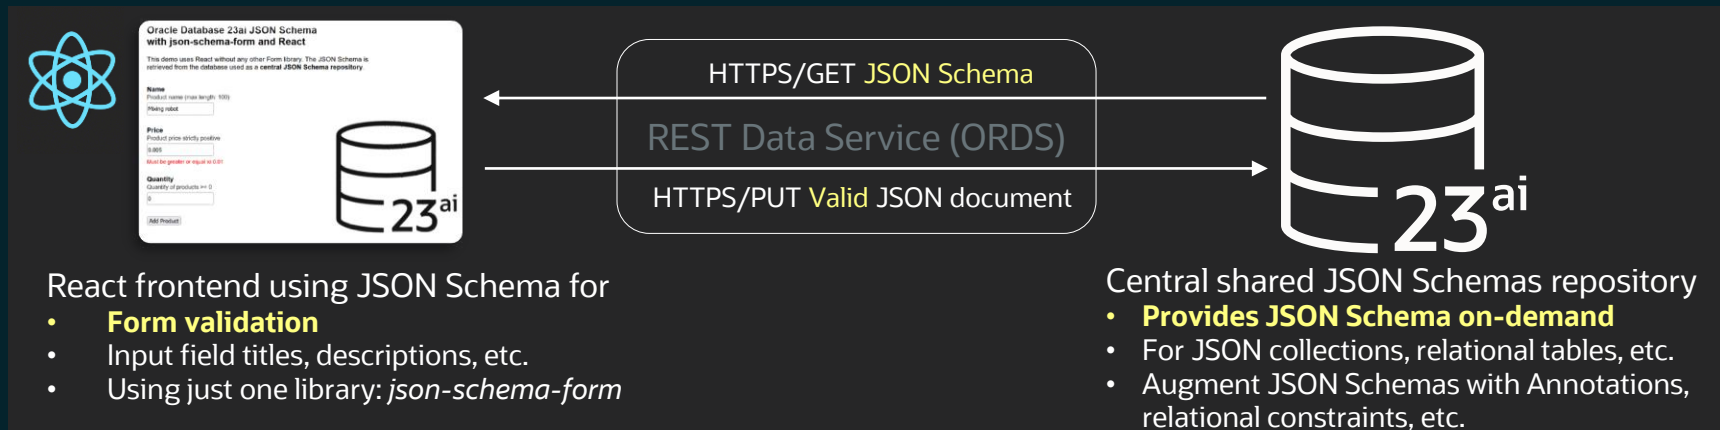 Oracle Database 23ai JSON Schema
with json-schema-form and React
This demo uses React without any other Form library. The JSON Schema is
retrieved from the database used as a central JSON Schema repository.
Name
Product name (max length: 100)
Mixing robot
Price
Product price strictly positive
0.005
Must be greater or equal to 0.01
Quantity
Quantity of products >= 0
0
Add Product
23ai
HTTPS/GET JSON Schema
REST Data Service (ORDS)
HTTPS/PUT Valid JSON document
23ai
React frontend using JSON Schema for
• Form validation
• Input field titles, descriptions, etc.
• Using just one library: json-schema-form
Central shared JSON Schemas repository
• Provides JSON Schema on-demand
• For JSON collections, relational tables, etc.
• Augment JSON Schemas with Annotations,
relational constraints, etc.